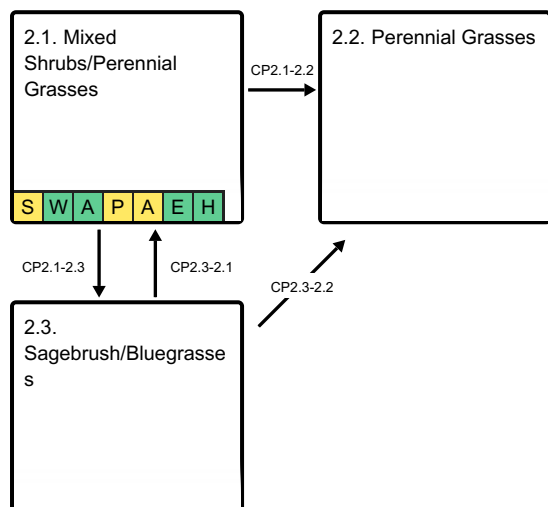 2.1. Mixed
Shrubs/Perennial
Grasses
CP2.1-2.2
2.2. Perennial Grasses
S W A P A E H
CP2.1-2.3
CP2.3-2.1
CP2.3-2.2
2.3.
Sagebrush/Bluegrasse
s